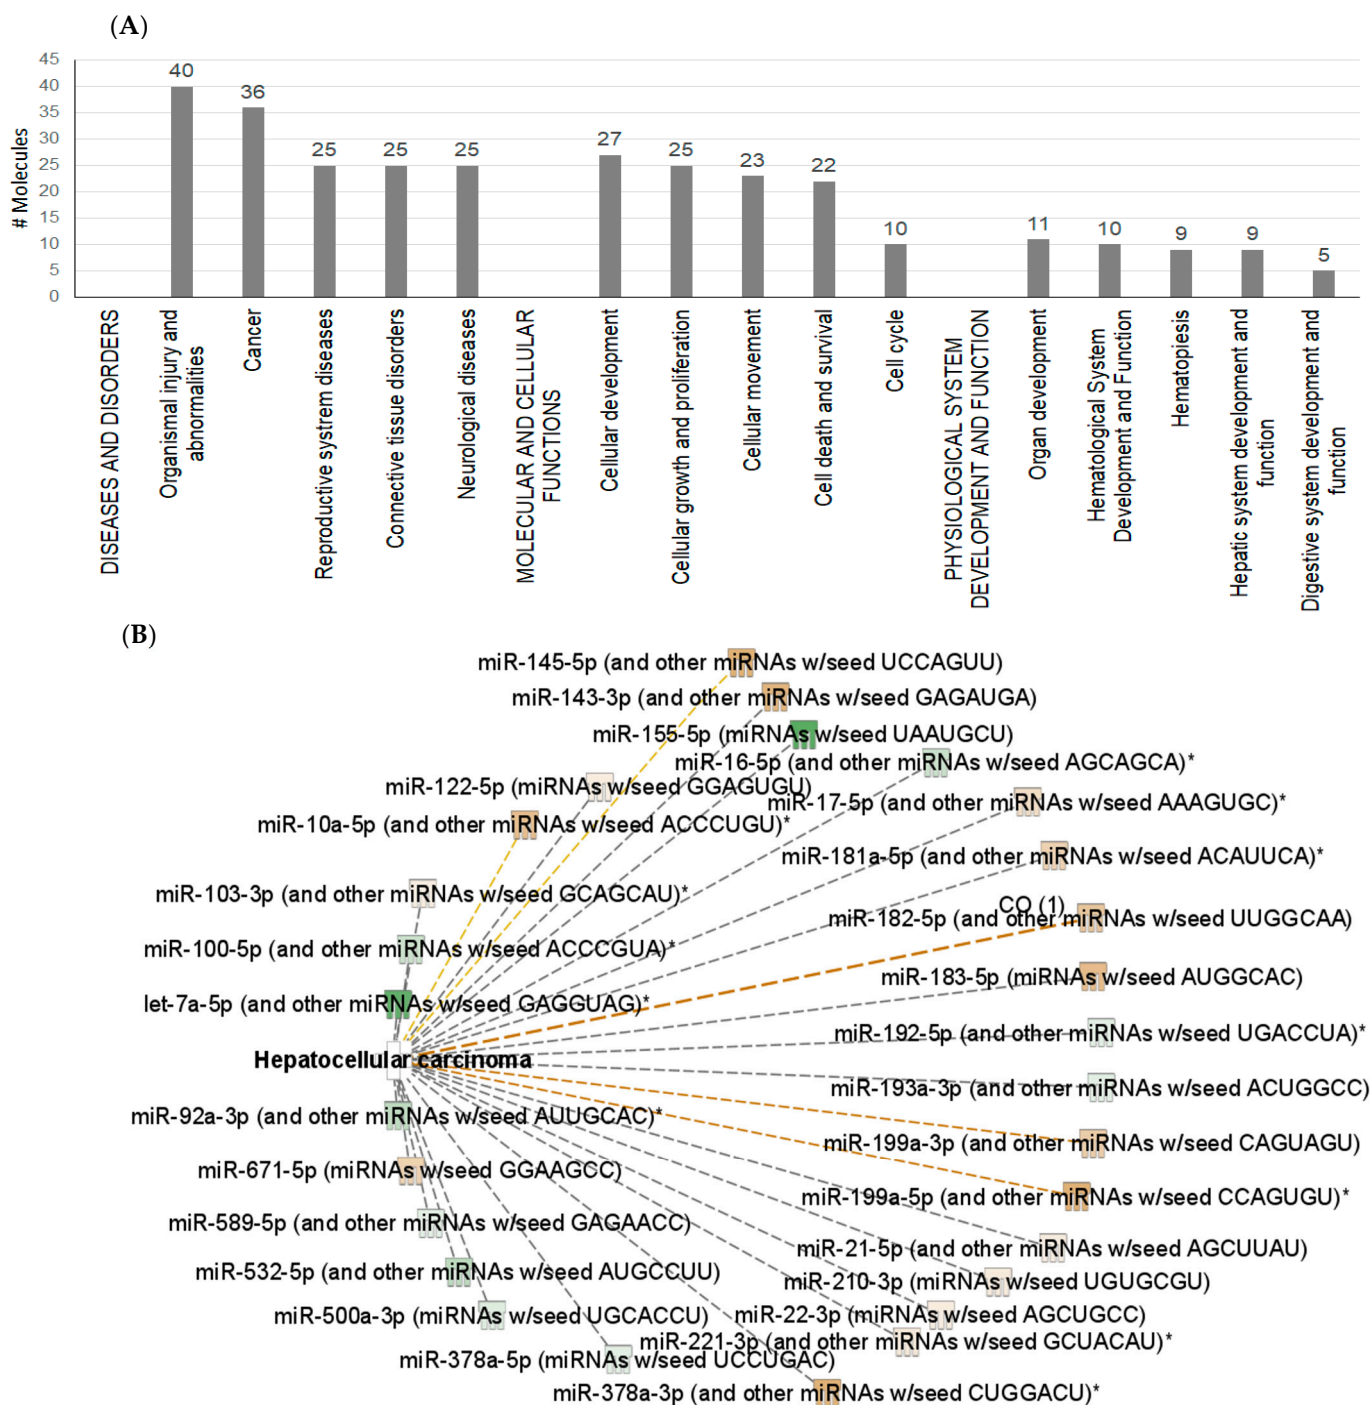 (A)
45
40
35
30
25
20
15
10
5
0
# Molecules
40
36
25
25
25
27
25
23
22
10
11
10
9
9
5
DISEASES AND DISORDERS
Organismal injury and
abnormalities
Cancer
Reproductive systrem diseases
Connective tissue disorders
Neurological diseases
MOLECULAR AND CELLULAR
FUNCTIONS
Cellular development
Cellular growth and proliferation
Cellular movement
Cell death and survival
Cell cycle
PHYSIOLOGICAL SYSTEM
DEVELOPMENT AND FUNCTION
Organ development
Hematological System
Development and Function
Hematopiesis
Hepatic system development and
function
Digestive system development and
function
(B)
miR-145-5p (and other miRNAs w/seed UCCAGUU)
miR-143-3p (and other miRNAs w/seed GAGAUGA)
miR-155-5p (miRNAs w/seed UAAUGCU)
miR-16-5p (and other miRNAs w/seed AGCAGCA)*
miR-122-5p (miRNAs w/seed GGAGUGU)
miR-17-5p (and other miRNAs w/seed AAAGUGC)*
miR-10a-5p (and other miRNAs w/seed ACCCUGU)*
miR-181a-5p (and other miRNAs w/seed ACAUUCA)*
miR-103-3p (and other miRNAs w/seed GCAGCAU)*
CO (1)
miR-182-5p (and other miRNAs w/seed UUGGCAA)
miR-100-5p (and other miRNAs w/seed ACCCGUA)*
miR-183-5p (miRNAs w/seed AUGGCAC)
let-7a-5p (and other miRNAs w/seed GAGGUAG)*
miR-192-5p (and other miRNAs w/seed UGACCUA)*
Hepatocellular carcinoma
miR-193a-3p (and other miRNAs w/seed ACUGGCC)
miR-92a-3p (and other miRNAs w/seed AUUGCAC)*
miR-199a-3p (and other miRNAs w/seed CAGUAGU)
miR-671-5p (miRNAs w/seed GGAAGCC)
miR-199a-5p (and other miRNAs w/seed CCAGUGU)*
miR-589-5p (and other miRNAs w/seed GAGAACC)
miR-21-5p (and other miRNAs w/seed AGCUUAU)
miR-532-5p (and other miRNAs w/seed AUGCCUU)
miR-210-3p (miRNAs w/seed UGUGCGU)
miR-500a-3p (miRNAs w/seed UGCACCU)
miR-22-3p (miRNAs w/seed AGCUGCC)
miR-221-3p (and other miRNAs w/seed GCUACAU)*
miR-378a-5p (miRNAs w/seed UCCUGAC)
miR-378a-3p (and other miRNAs w/seed CUGGACU)*